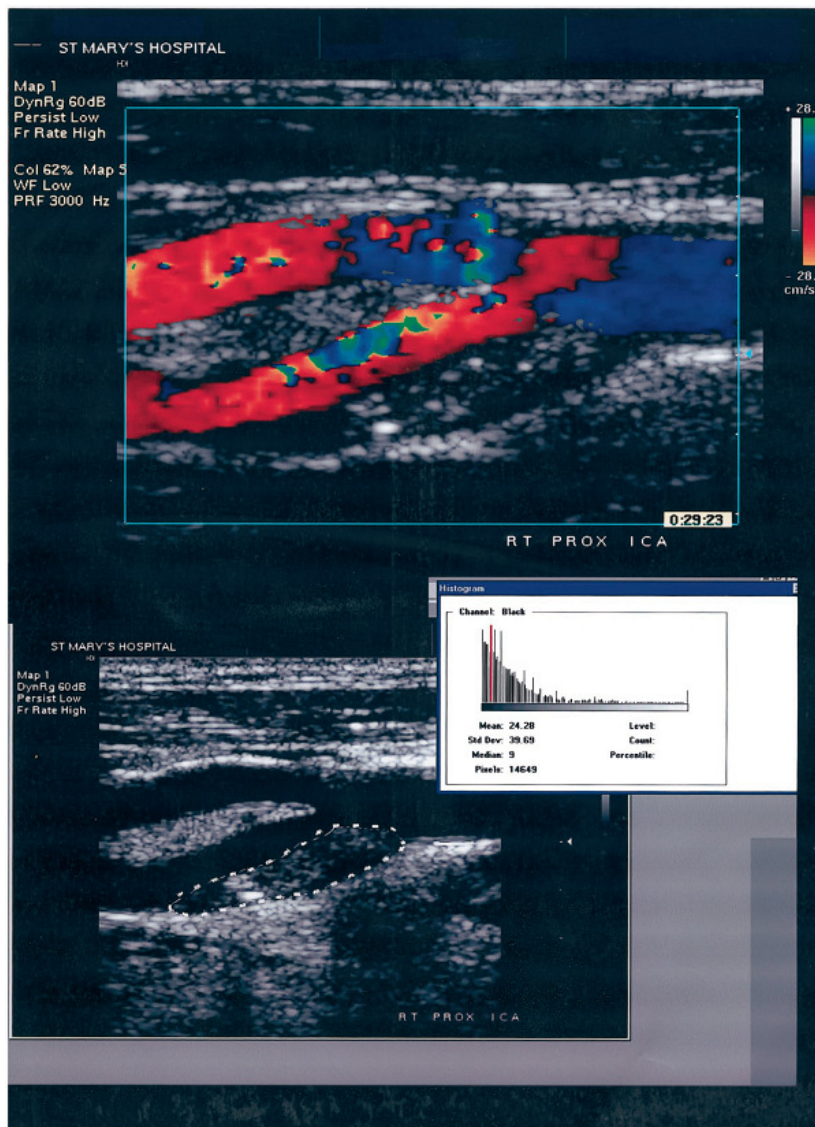 ST MARY'S HOSPITAL
HDI
Map 1
DynRg 60dB
Persist Low
Fr Rate High
Col 62% Map 5
WF Low
PRF 3000 Hz
+ 28.
- 28.
cm/s
0:29:23
RT PROX ICA
Histogram
Channel: Black
Mean: 24.28
Level:
Std Dev: 39.69
Count:
Median: 9
Percentile:
Pixels: 14649
ST MARY'S HOSPITAL
Map 1
DynRg 60dB
Persist Low
Fr Rate High
RT PROX ICA